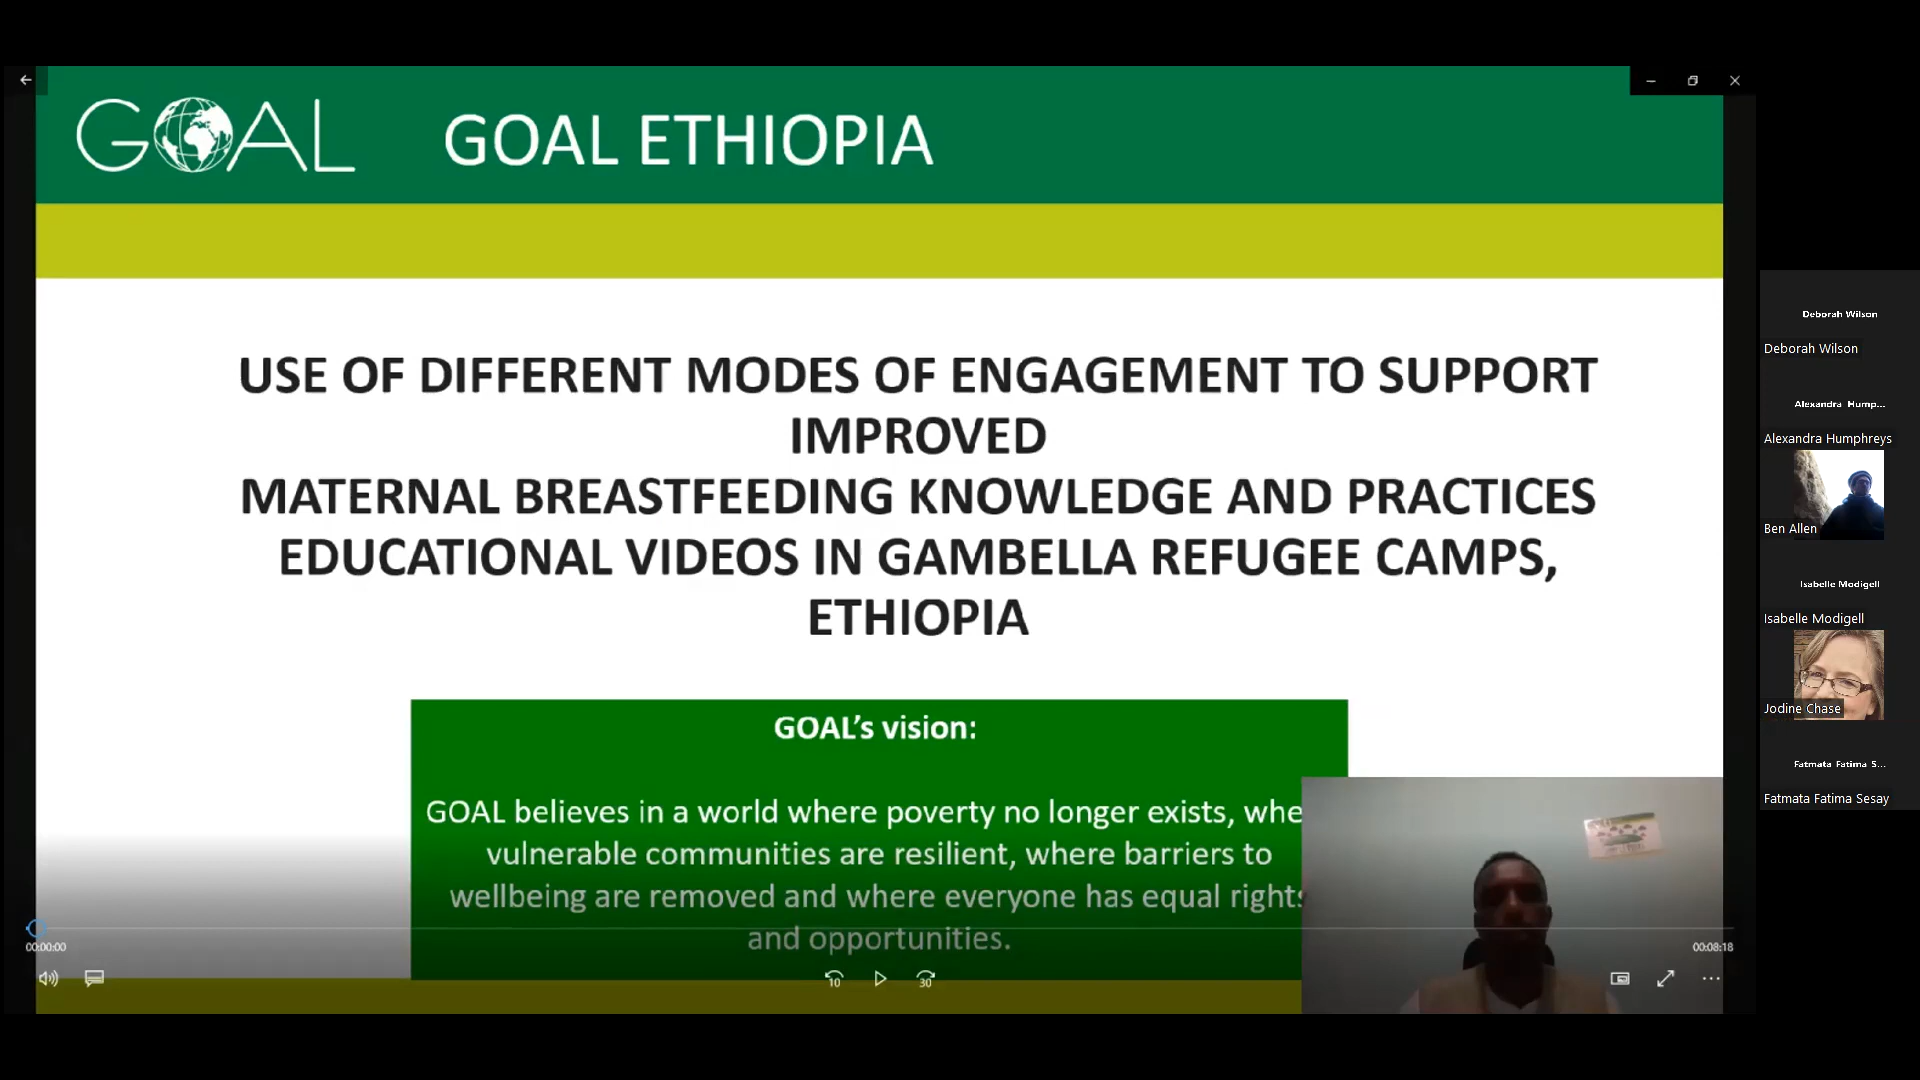 GOAL
GOAL ETHIOPIA
USE OF DIFFERENT MODES OF ENGAGEMENT TO SUPPORT
IMPROVED
MATERNAL BREASTFEEDING KNOWLEDGE AND PRACTICES
EDUCATIONAL VIDEOS IN GAMBELLA REFUGEE CAMPS,
ETHIOPIA
GOAL's vision:
GOAL believes in a world where poverty no longer exists, whe
vulnerable communities are resilient, where barriers to
wellbeing are removed and where everyone has equal rights
and opportunities.
00:00:00
00:08:18
10
30
Deborah Wilson
Deborah Wilson
Alexandra Hump...
Alexandra Humphreys
Ben Allen
Isabelle Modigell
Isabelle Modigell
Jodine Chase
Fatmata Fatima S...
Fatmata Fatima Sesay